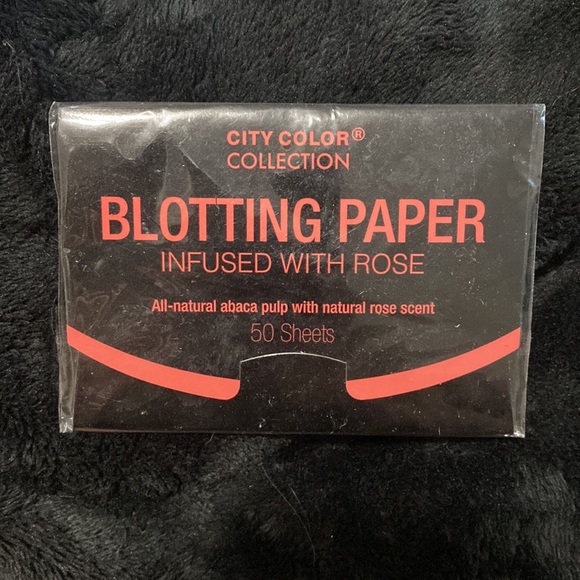 CITY COLOR®
COLLECTION
BLOTTING PAPER
INFUSED WITH ROSE
All-natural abaca pulp with natural rose scent
50 Sheets